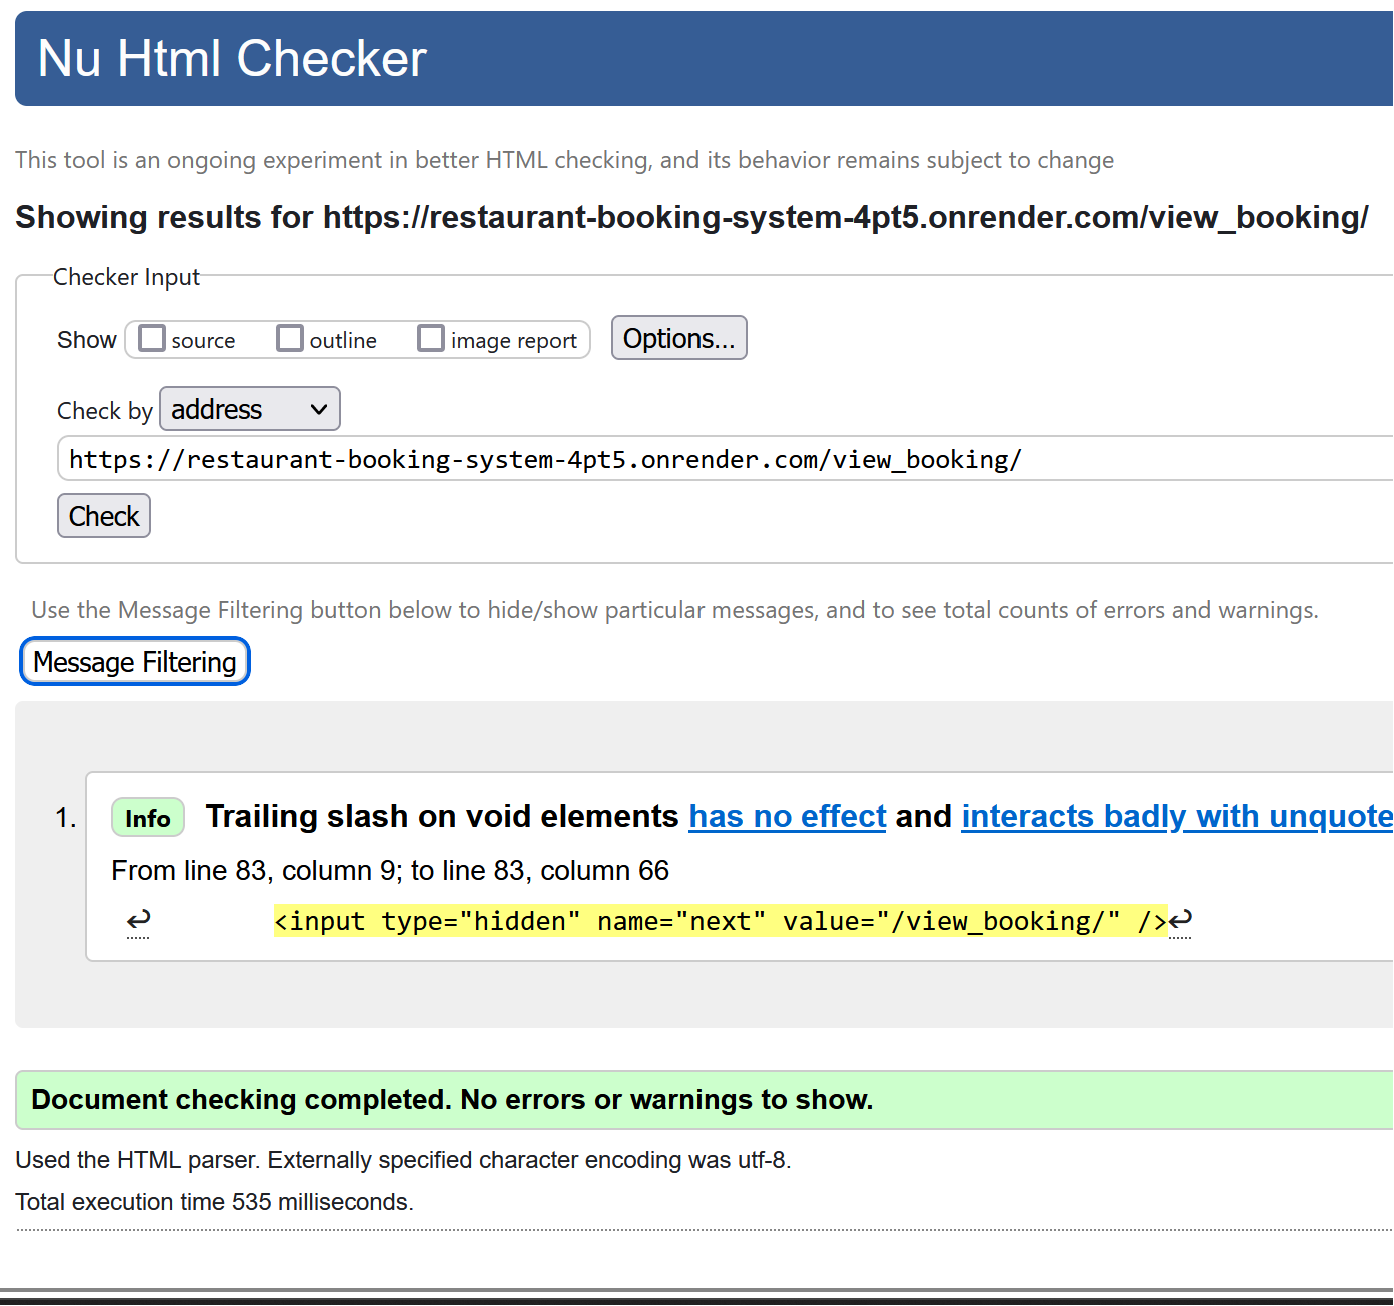 Nu Html Checker
This tool is an ongoing experiment in better HTML checking, and its behavior remains subject to change
Showing results for https://restaurant-booking-system-4pt5.onrender.com/view_booking/
Checker Input
Show source outline image report Options...
Check by address
https://restaurant-booking-system-4pt5.onrender.com/view_booking/
Check
Use the Message Filtering button below to hide/show particular messages, and to see total counts of errors and warnings.
Message Filtering
1. Info Trailing slash on void elements has no effect and interacts badly with unquote
From line 83, column 9; to line 83, column 66
↩ <input type="hidden" name="next" value="/view_booking/" />↩
Document checking completed. No errors or warnings to show.
Used the HTML parser. Externally specified character encoding was utf-8.
Total execution time 535 milliseconds.